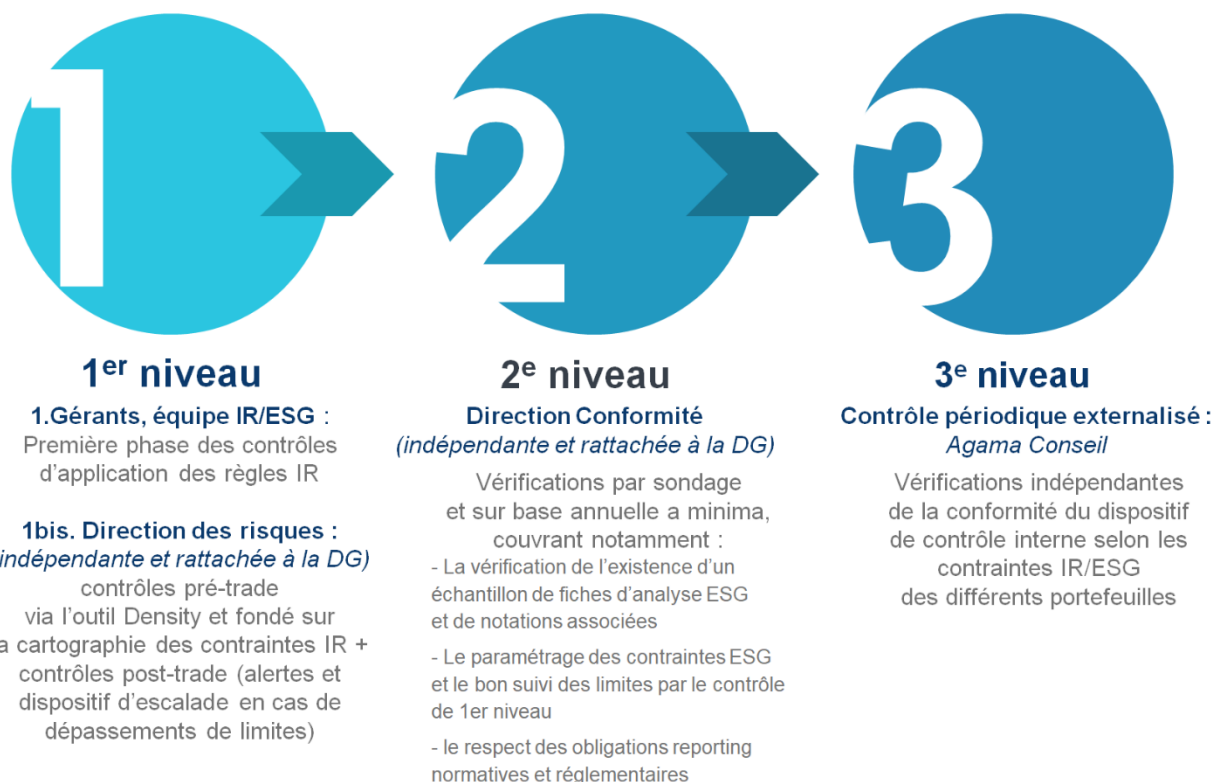 1
2
3
1er niveau
1.Gérants, équipe IR/ESG :
Première phase des contrôles
d'application des règles IR
1bis. Direction des risques :
indépendante et rattachée à la DG)
contrôles pré-trade
via l'outil Density et fondé sur
a cartographie des contraintes IR +
contrôles post-trade (alertes et
dispositif d'escalade en cas de
dépassements de limites)
2e niveau
Direction Conformité
(indépendante et rattachée à la DG)
Vérifications par sondage
et sur base annuelle a minima,
couvrant notamment :
- La vérification de l'existence d'un
échantillon de fiches d'analyse ESG
et de notations associées
- Le paramétrage des contraintes ESG
et le bon suivi des limites par le contrôle
de 1er niveau
- le respect des obligations reporting
normatives et réglementaires
3e niveau
Contrôle périodique externalisé :
Agama Conseil
Vérifications indépendantes
de la conformité du dispositif
de contrôle interne selon les
contraintes IR/ESG
des différents portefeuilles